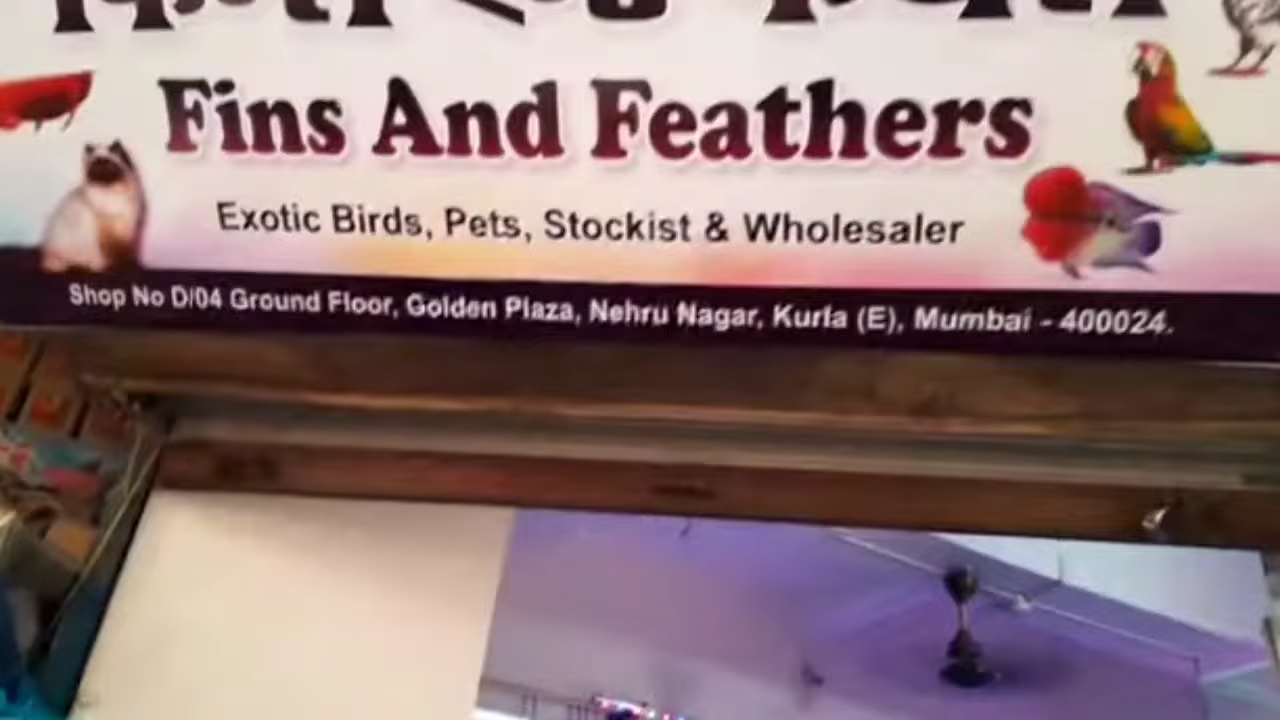 Fins And Feathers
Exotic Birds, Pets, Stockist & Wholesaler
Shop No D/04 Ground Floor, Golden Plaza, Nehru Nagar, Kurla (E), Mumbai - 400024.